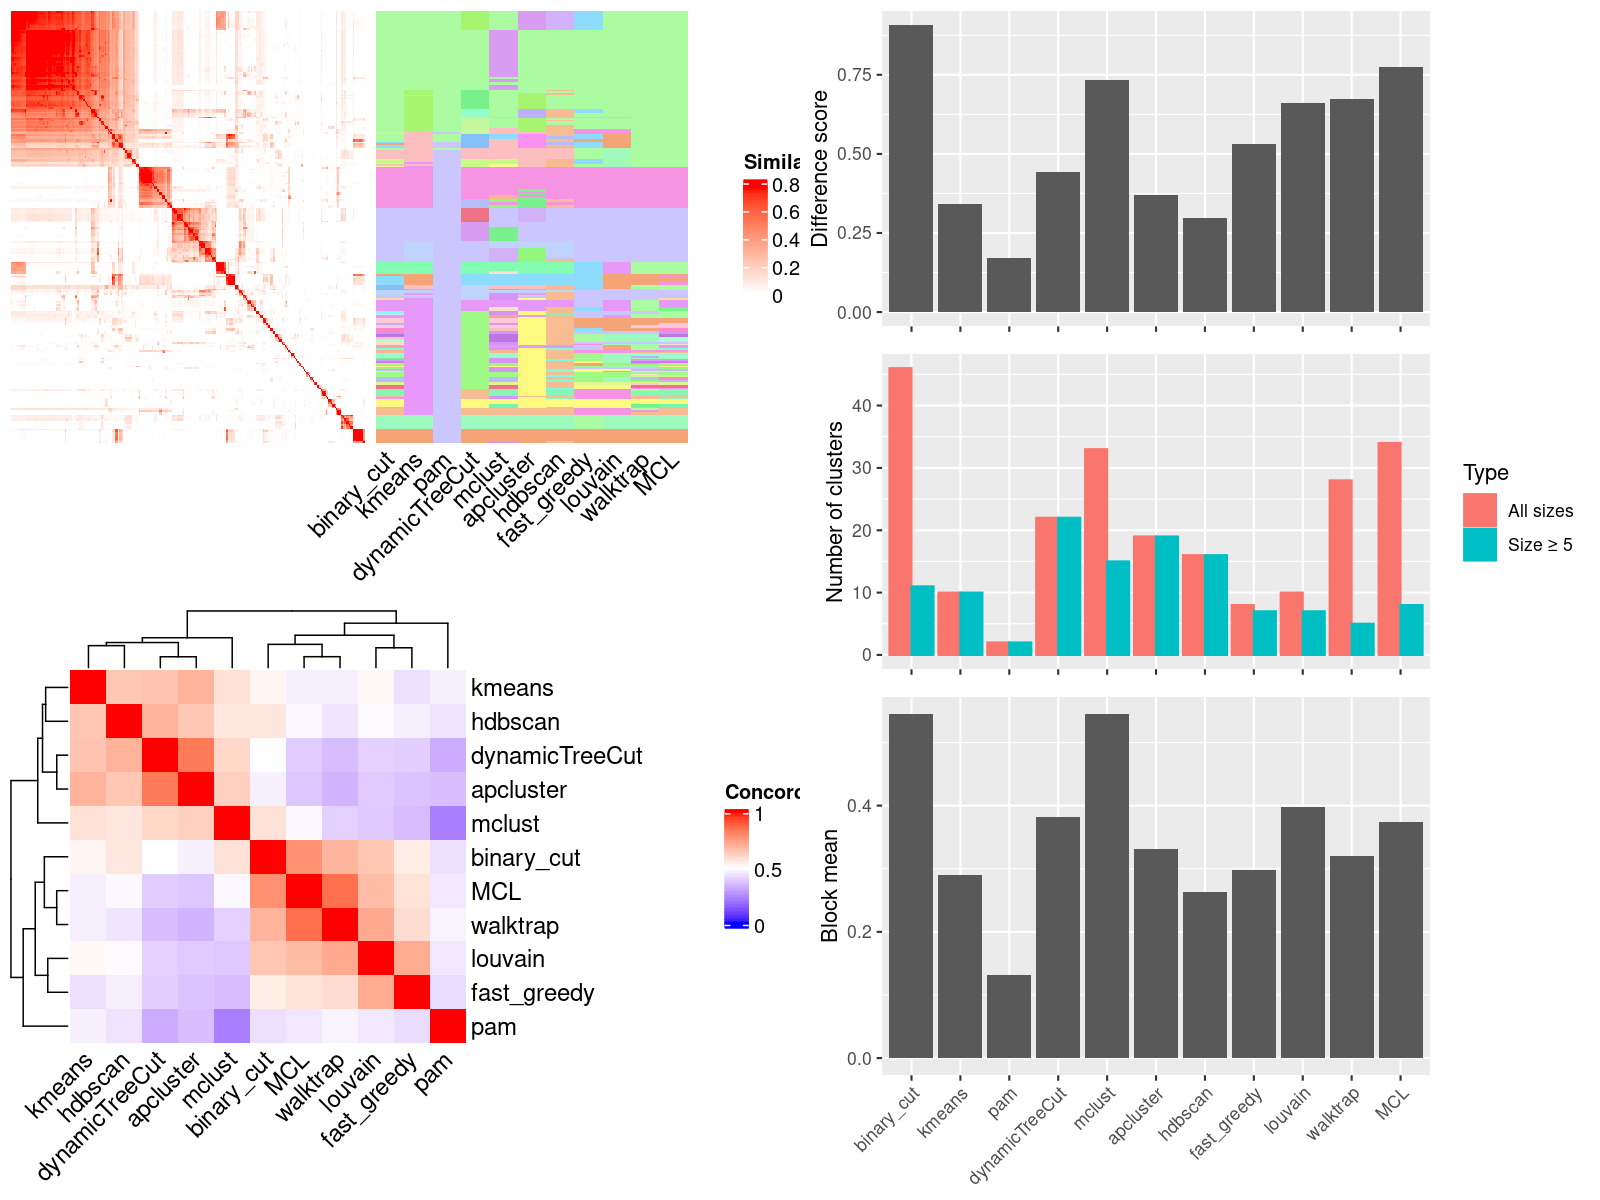 Simila
0.8
0.6
0.4
0.2
0
binary_cut
kmeans
pam
dynamicTreeCut
mclust
apcluster
hdbscan
fast_greedy
louvain
walktrap
MCL
kmeans
hdbscan
dynamicTreeCut
apcluster
mclust
binary_cut
MCL
walktrap
louvain
fast_greedy
pam
kmeans
hdbscan
dynamicTreeCut
apcluster
mclust
binary_cut
MCL
walktrap
louvain
fast_greedy
pam
Concord
1
0.5
0
Difference score
0.75
0.50
0.25
0.00
Number of clusters
40
30
20
10
0
Type
All sizes
Size ≥ 5
Block mean
0.4
0.2
0.0
binary_cut
kmeans
pam
dynamicTreeCut
mclust
apcluster
hdbscan
fast_greedy
louvain
walktrap
MCL